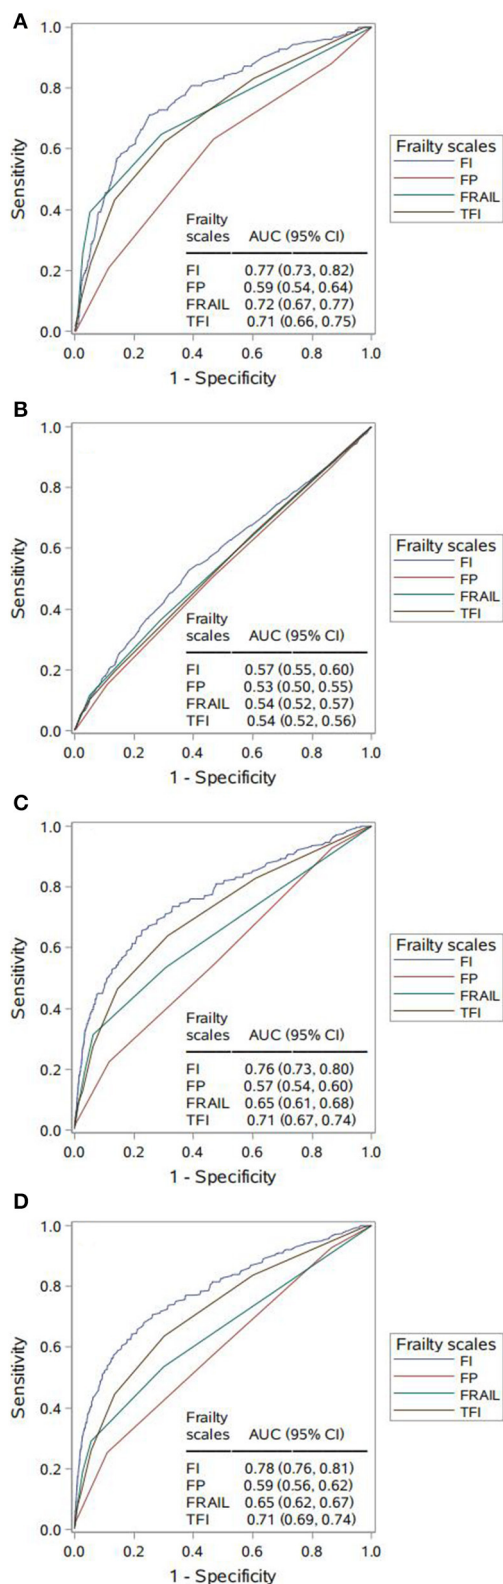 A
1.0
0.8
0.6
0.4
0.2
0.0
Sensitivity
0.0 0.2 0.4 0.6 0.8 1.0
1 - Specificity
Frailty
scales AUC (95% CI)
FI 0.77 (0.73, 0.82)
FP 0.59 (0.54, 0.64)
FRAIL 0.72 (0.67, 0.77)
TFI 0.71 (0.66, 0.75)
Frailty scales
FI
FP
FRAIL
TFI
B
1.0
0.8
0.6
0.4
0.2
0.0
Sensitivity
0.0 0.2 0.4 0.6 0.8 1.0
1 - Specificity
Frailty
scales AUC (95% CI)
FI 0.57 (0.55, 0.60)
FP 0.53 (0.50, 0.55)
FRAIL 0.54 (0.52, 0.57)
TFI 0.54 (0.52, 0.56)
Frailty scales
FI
FP
FRAIL
TFI
C
1.0
0.8
0.6
0.4
0.2
0.0
Sensitivity
0.0 0.2 0.4 0.6 0.8 1.0
1 - Specificity
Frailty
scales AUC (95% CI)
FI 0.76 (0.73, 0.80)
FP 0.57 (0.54, 0.60)
FRAIL 0.65 (0.61, 0.68)
TFI 0.71 (0.67, 0.74)
Frailty scales
FI
FP
FRAIL
TFI
D
1.0
0.8
0.6
0.4
0.2
0.0
Sensitivity
0.0 0.2 0.4 0.6 0.8 1.0
1 - Specificity
Frailty
scales AUC (95% CI)
FI 0.78 (0.76, 0.81)
FP 0.59 (0.56, 0.62)
FRAIL 0.65 (0.62, 0.67)
TFI 0.71 (0.69, 0.74)
Frailty scales
FI
FP
FRAIL
TFI